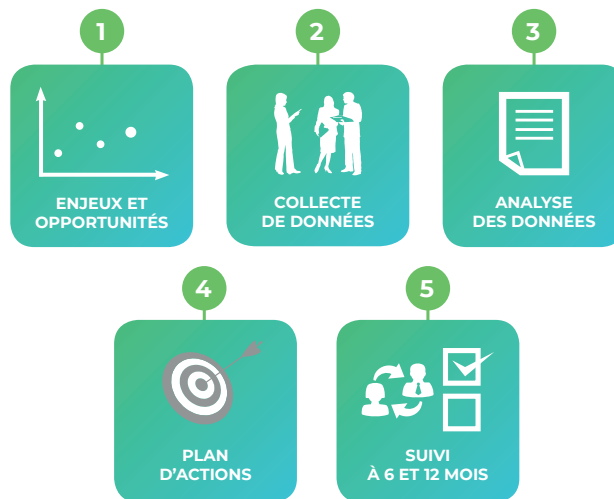 1
ENJEUX ET
OPPORTUNITÉS
2
COLLECTE
DE DONNÉES
3
ANALYSE
DES DONNÉES
4
PLAN
D'ACTIONS
5
SUIVI
À 6 ET 12 MOIS